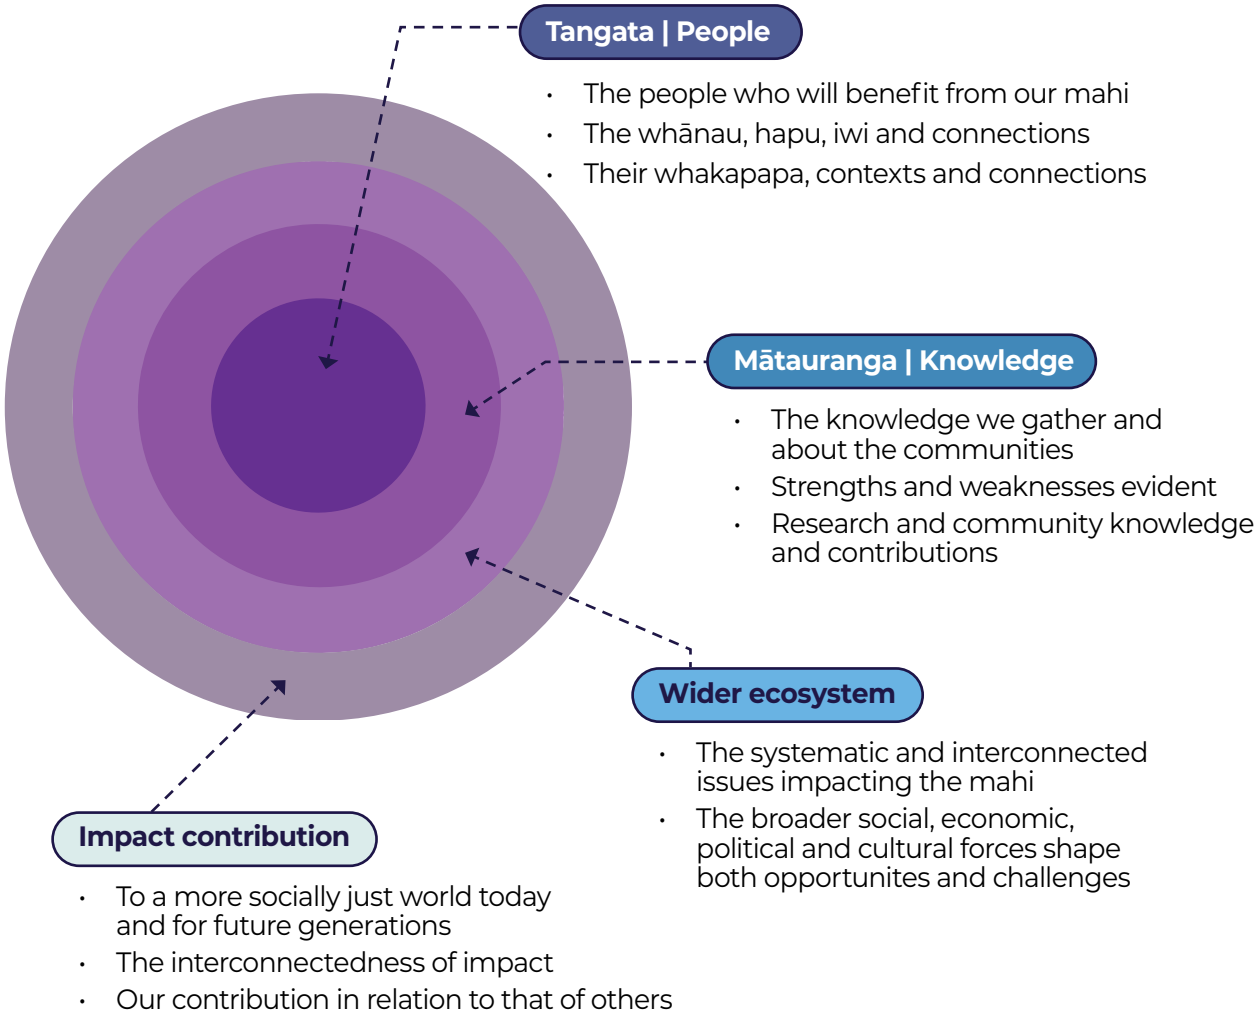 Tangata | People
· The people who will benefit from our mahi
· The whānau, hapu, iwi and connections
· Their whakapapa, contexts and connections
Mātauranga | Knowledge
· The knowledge we gather and
about the communities
· Strengths and weaknesses evident
· Research and community knowledge
and contributions
Wider ecosystem
· The systematic and interconnected
issues impacting the mahi
· The broader social, economic,
political and cultural forces shape
both opportunites and challenges
Impact contribution
· To a more socially just world today
and for future generations
· The interconnectedness of impact
· Our contribution in relation to that of others